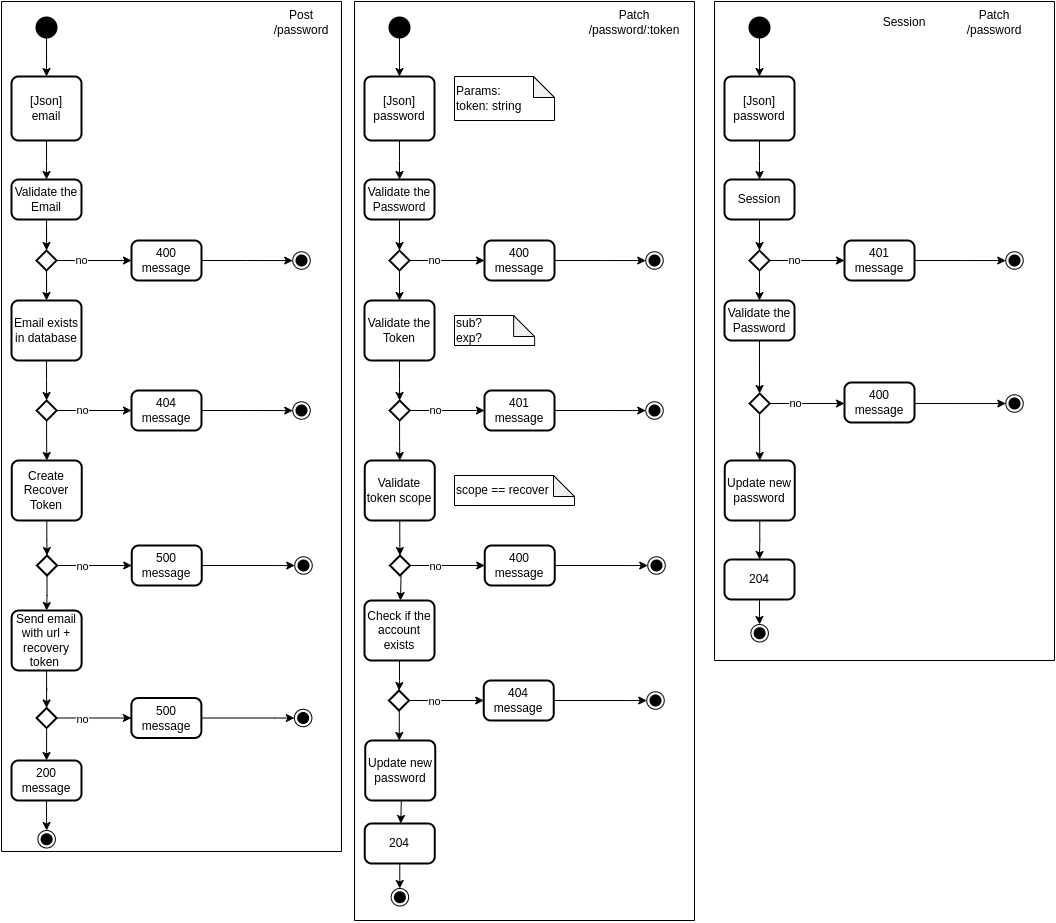 Post
/password
[Json]
email
Validate the
Email
no
400
message
Email exists
in database
no
404
message
Create
Recover
Token
no
500
message
Send email
with url +
recovery
token
no
500
message
200
message
Patch
/password/:token
[Json]
password
Params:
token: string
Validate the
Password
no
400
message
Validate the
Token
sub?
exp?
no
401
message
Validate
token scope
scope == recover
no
400
message
Check if the
account
exists
no
404
message
Update new
password
204
Session
Patch
/password
[Json]
password
Session
no
401
message
Validate the
Password
no
400
message
Update new
password
204